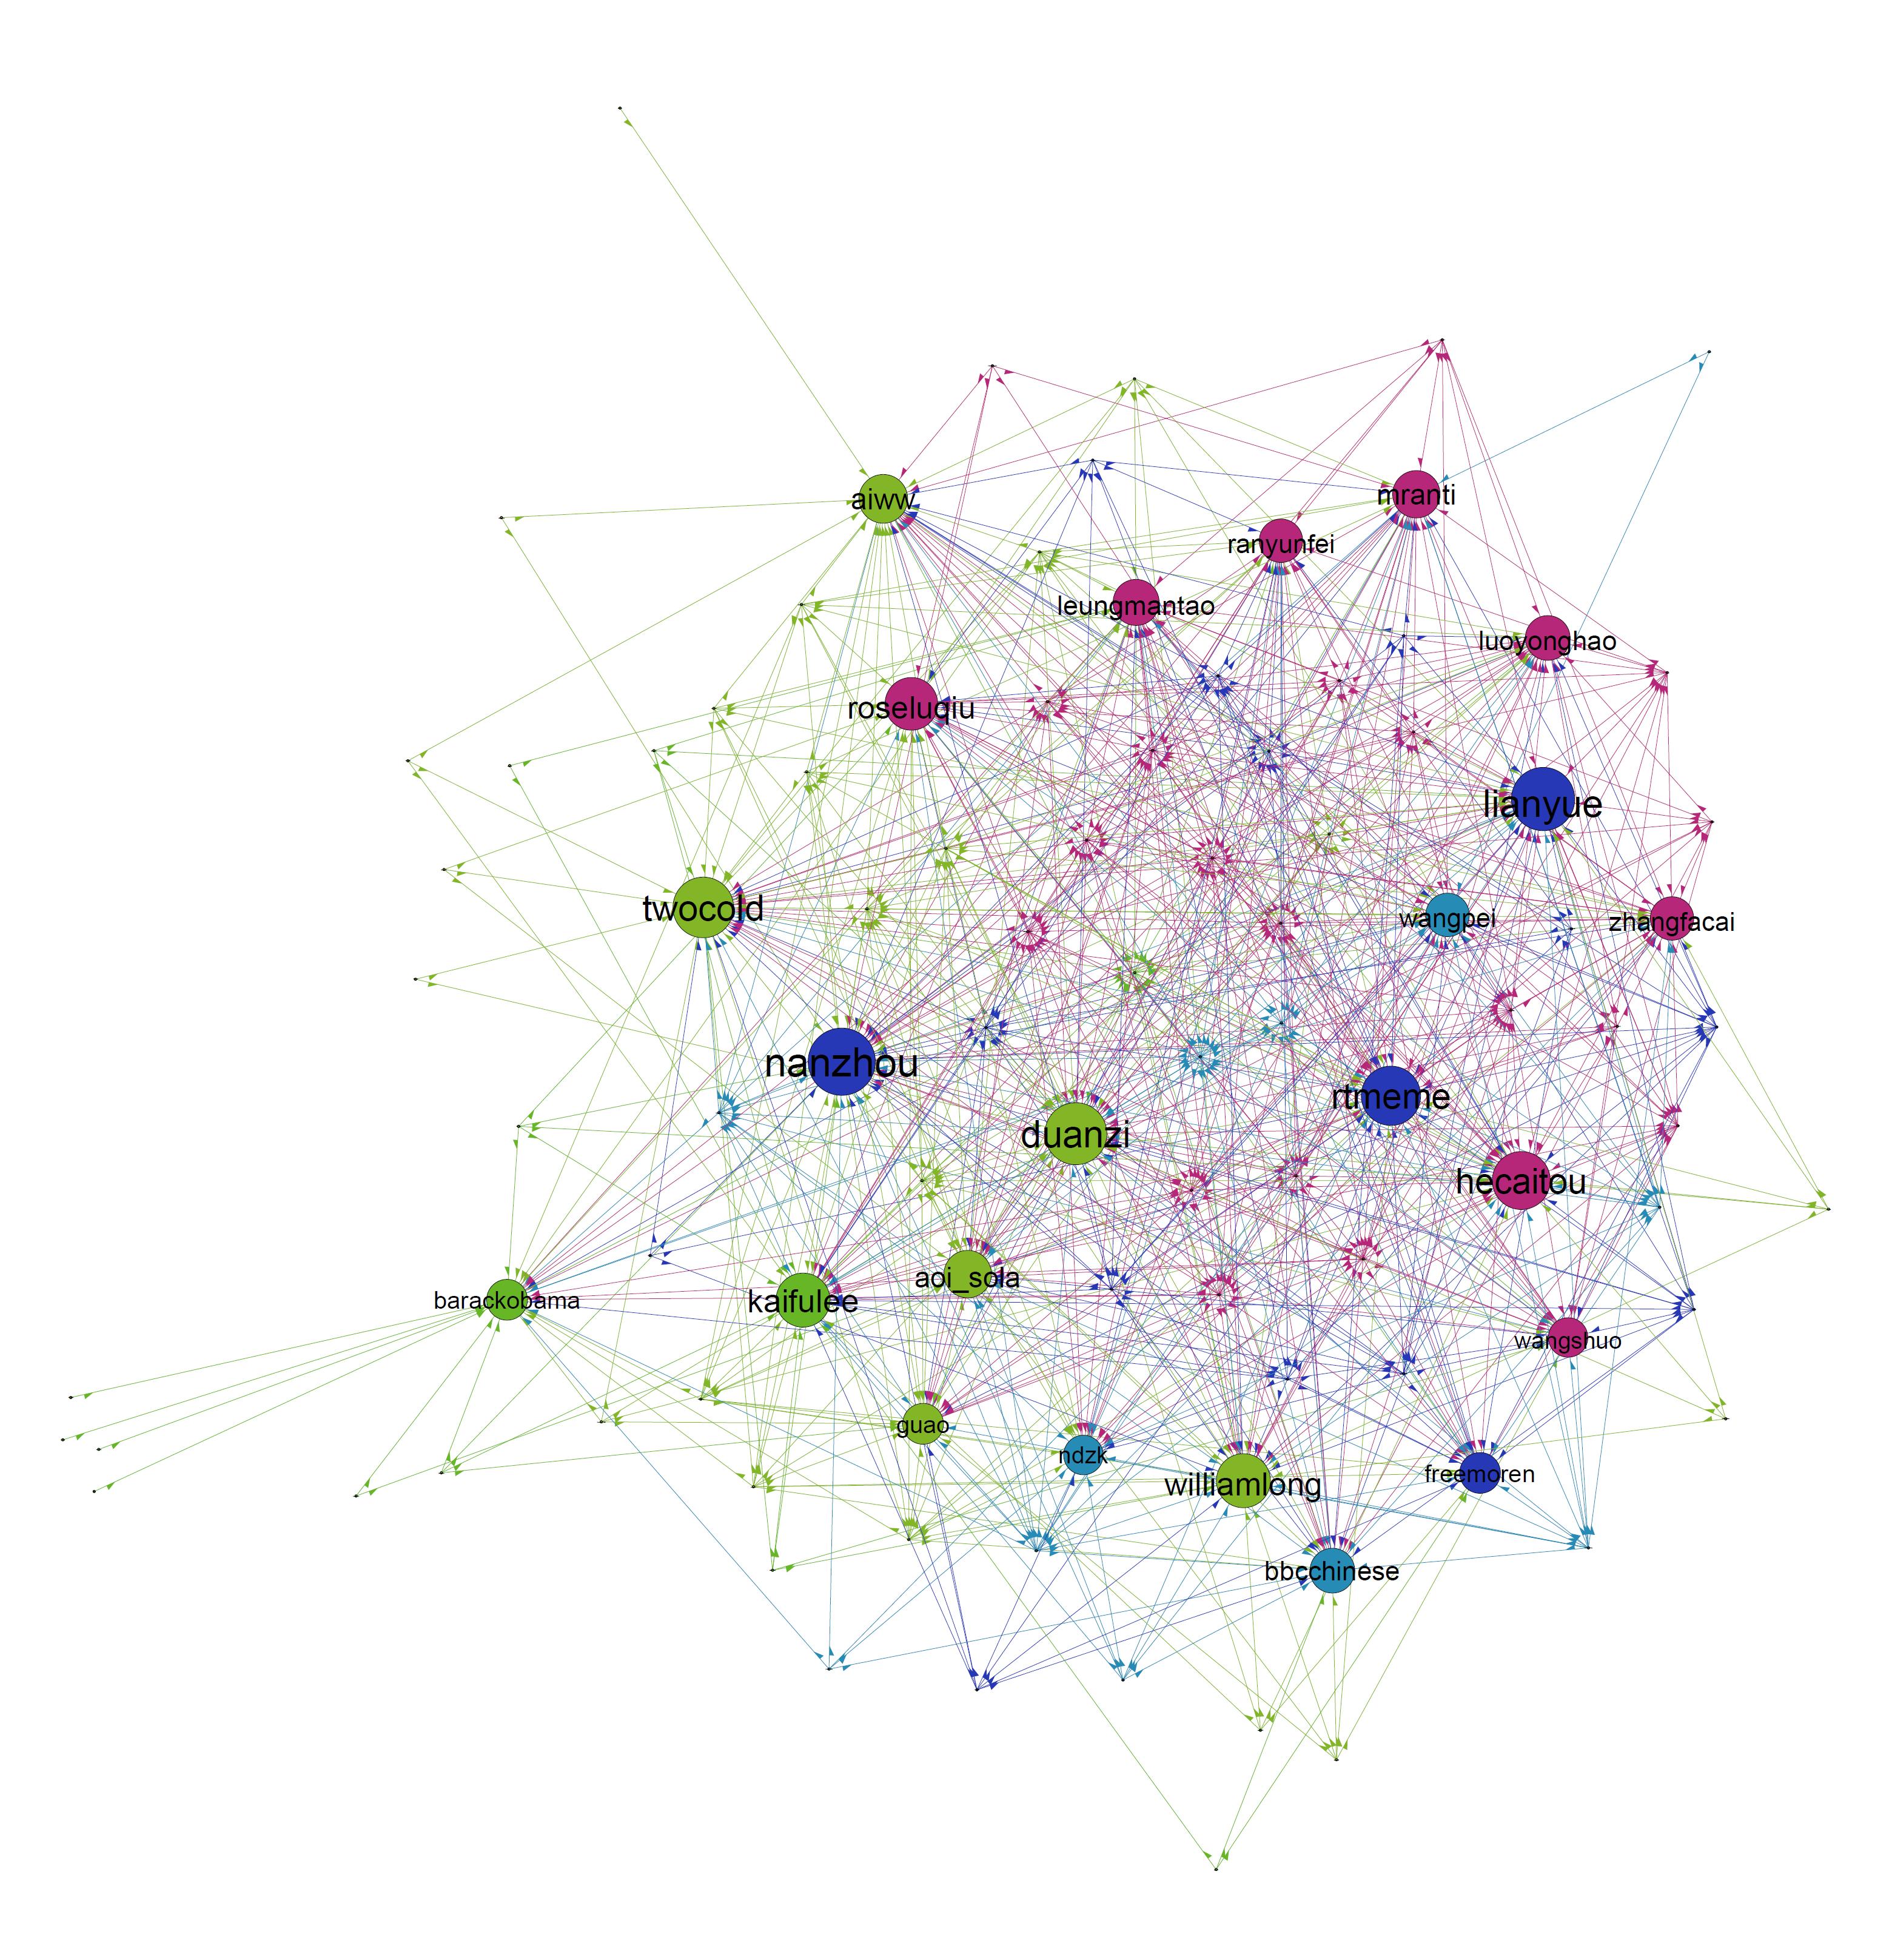 aiww
mranti
ranyunfei
leungmantao
luoyonghao
roseluqiu
lianyue
twocold
wangpei
zhangfacai
nanzhou
rtmeme
duanzi
hecaitou
aoi_sola
barackobama
kaifulee
wangshuo
guao
ndzk
freemoren
williamlong
bbcchinese